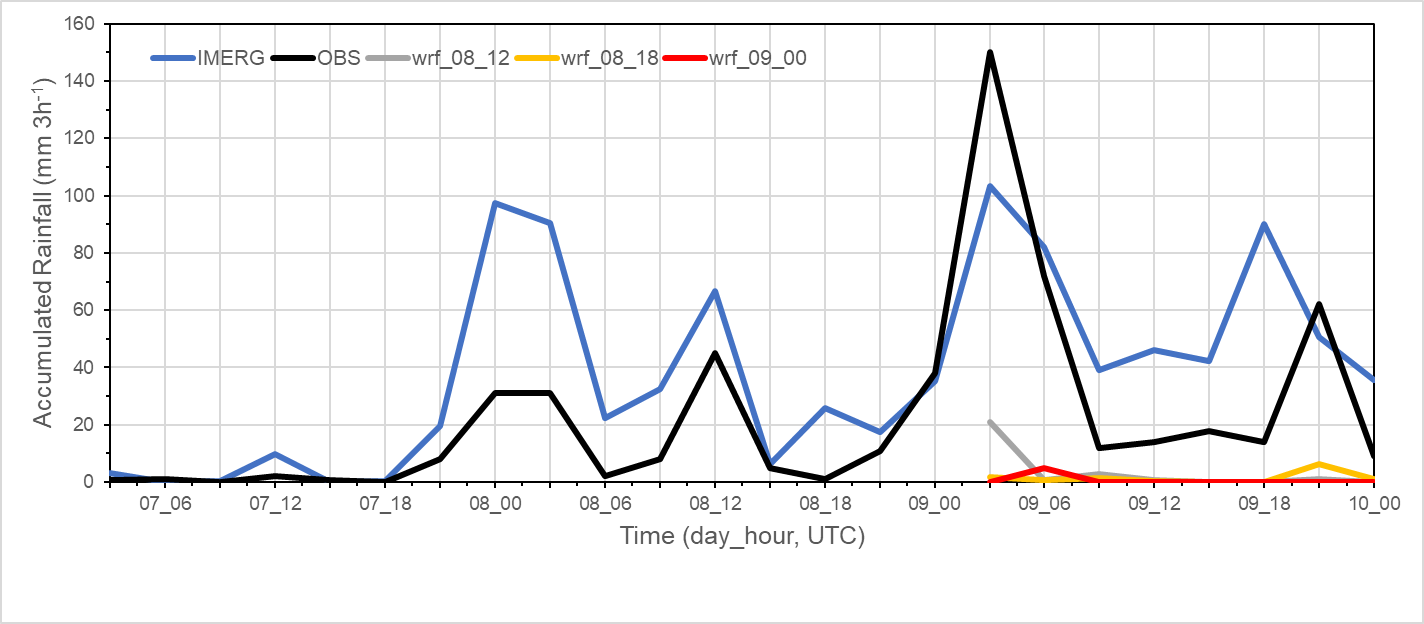 160
140
120
100
80
60
40
20
0
Accumulated Rainfall (mm 3h⁻¹)
IMERG OBS wrf_08_12 wrf_08_18 wrf_09_00
07_06 07_12 07_18 08_00 08_06 08_12 08_18 09_00 09_06 09_12 09_18 10_00
Time (day_hour, UTC)